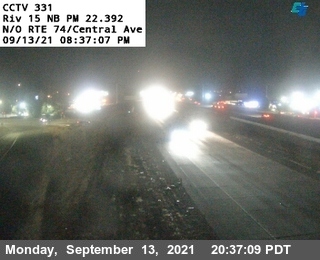 CCTV 331
Riv 15 NB PM 22.392
N/O RTE 74/Central Ave
09/13/21 08:37:07 PM
Monday, September 13, 2021 20:37:09 PDT